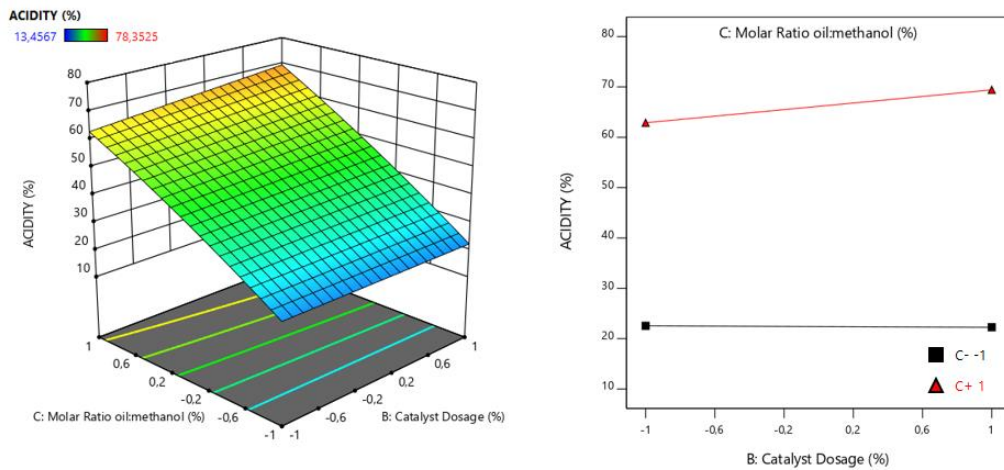 ACIDITY (%)
13,4567 78,3525
80
70
60
50
40
30
20
10
ACIDITY (%)
1
0,6
0,2
-0,2
-0,6
-1
C: Molar Ratio oil:methanol (%)
-1
-0,6
-0,2
0,2
0,6
1
B: Catalyst Dosage (%)
C: Molar Ratio oil:methanol (%)
80
70
60
50
40
30
20
10
ACIDITY (%)
C- -1
C+ 1
-1 -0,6 -0,2 0,2 0,6 1
B: Catalyst Dosage (%)